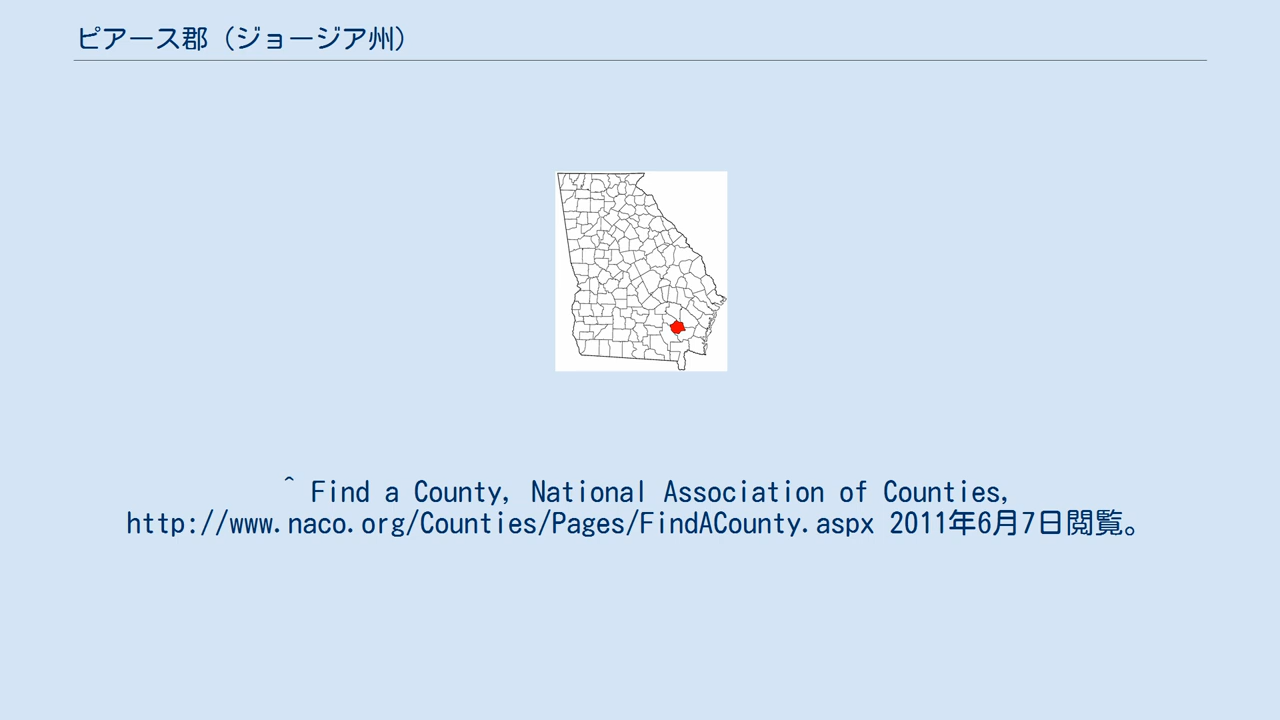 ピアース郡（ジョージア州）
^ Find a County, National Association of Counties,
http://www.naco.org/Counties/Pages/FindACounty.aspx 2011年6月7日閲覧。